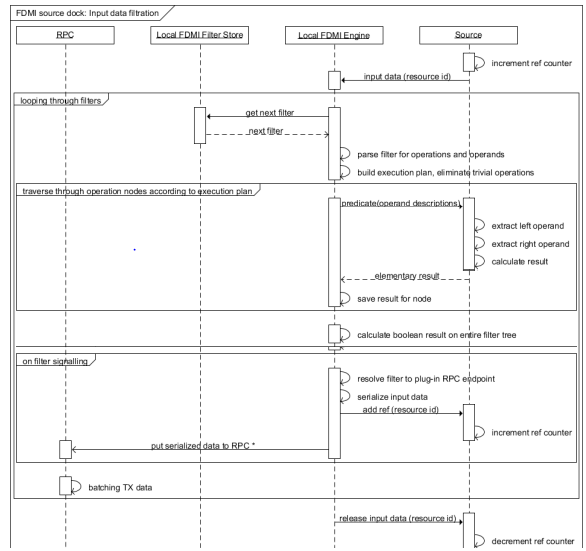 FDMI source dock: Input data filtration
RPC
Local FDMI Filter Store
Local FDMI Engine
Source
increment ref counter
input data (resource id)
looping through filters
get next filter
next filter
parse filter for operations and operands
build execution plan, eliminate trivial operations
traverse through operation nodes according to execution plan
predicate(operand descriptions)
extract left operand
extract right operand
calculate result
elementary result
save result for node
calculate boolean result on entire filter tree
on filter signalling
resolve filter to plug-in RPC endpoint
serialize input data
add ref (resource id)
increment ref counter
put serialized data to RPC *
batching TX data
release input data (resource id)
decrement ref counter